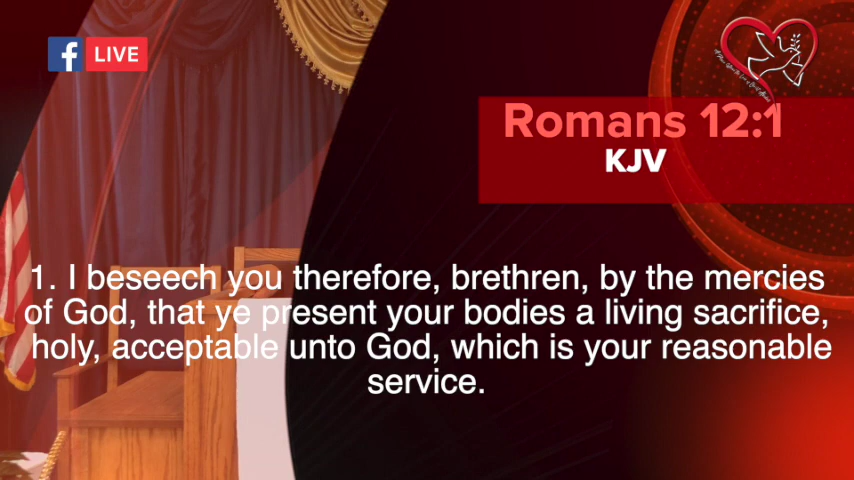 f LIVE
Romans 12:1
KJV
1. I beseech you therefore, brethren, by the mercies
of God, that ye present your bodies a living sacrifice,
holy, acceptable unto God, which is your reasonable
service.